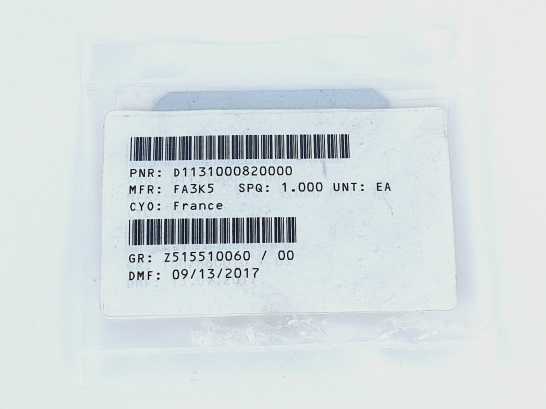 PNR: D1131000820000
MFR: FA3K5 SPQ: 1.000 UNT: EA
CYO: France
GR: Z515510060 / 00
DMF: 09/13/2017